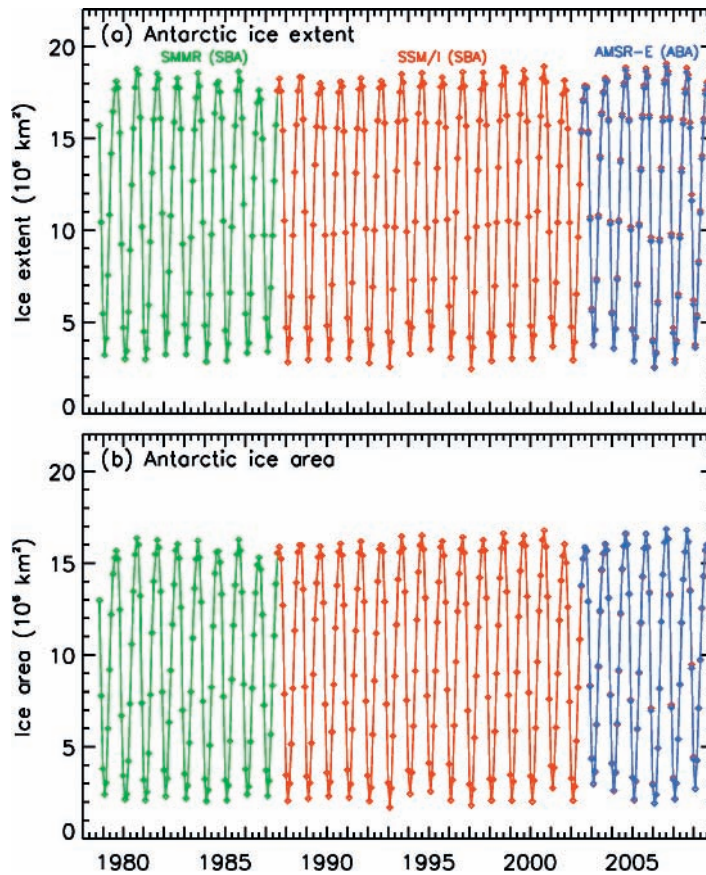 (a) Antarctic ice extent
SMMR (SBA) SSM/I (SBA) AMSR-E (ABA)
Ice extent (10⁶ km²)
20
15
10
5
0
(b) Antarctic ice area
Ice area (10⁶ km²)
20
15
10
5
0
1980 1985 1990 1995 2000 2005